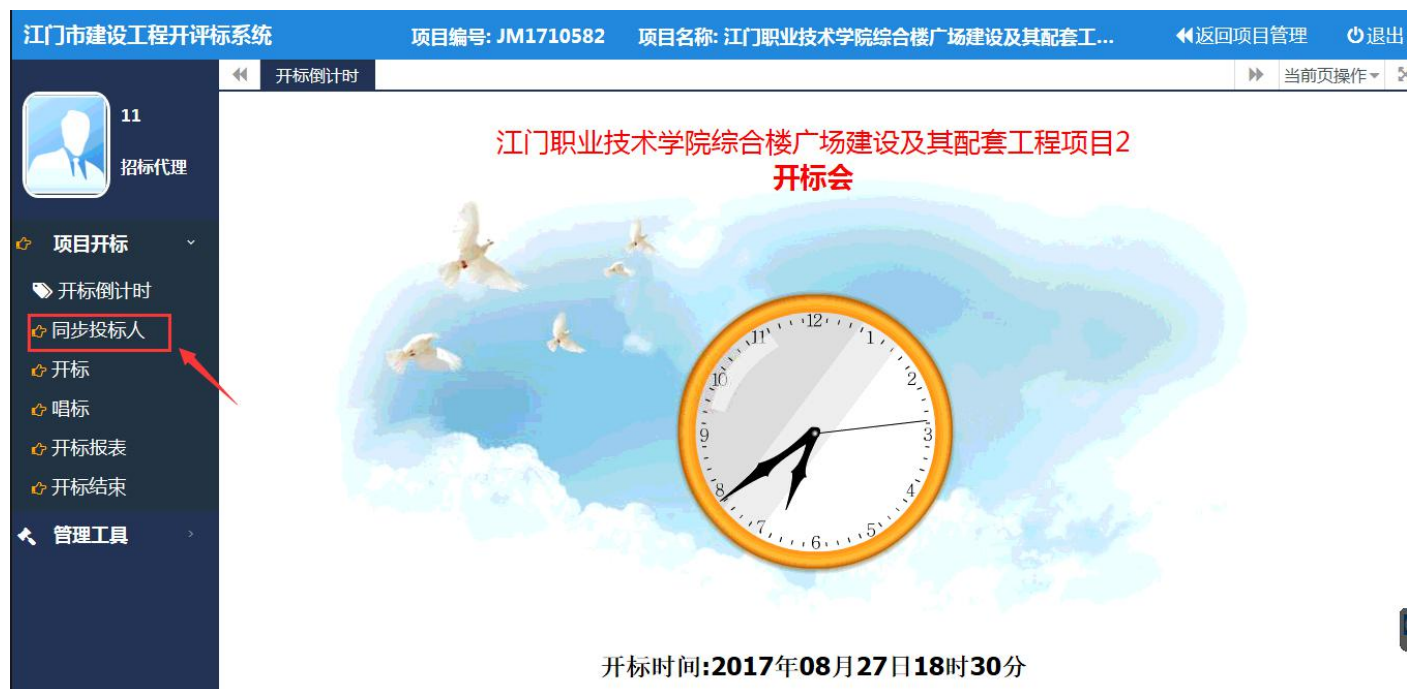 江门市建设工程开评标系统
项目编号: JM1710582
项目名称: 江门职业技术学院综合楼广场建设及其配套工...
返回项目管理
退出
开标倒计时
当前页操作
11
招标代理
项目开标
开标倒计时
同步投标人
开标
唱标
开标报表
开标结束
管理工具
江门职业技术学院综合楼广场建设及其配套工程项目2
开标会
12
1
2
3
4
5
6
7
8
9
10
11
开标时间:2017年08月27日18时30分